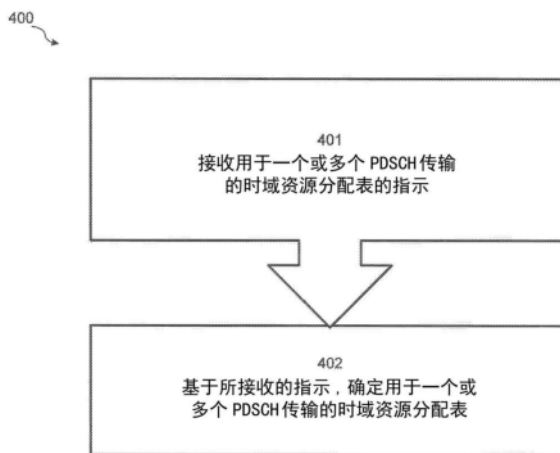 400
401
接收用于一个或多个 PDSCH 传输
的时域资源分配表的指示
402
基于所接收的指示，确定用于一个或
多个 PDSCH 传输的时域资源分配表